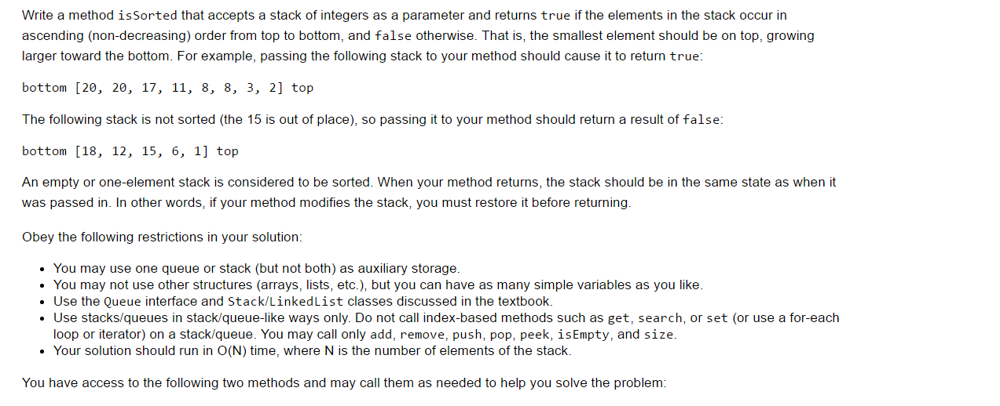 Write a method isSorted that accepts a stack of integers as a parameter and returns true if the elements in the stack occur in
ascending (non-decreasing) order from top to bottom, and false otherwise. That is, the smallest element should be on top, growing
larger toward the bottom. For example, passing the following stack to your method should cause it to return true:
bottom [20, 20, 17, 11, 8, 8, 3, 2] top
The following stack is not sorted (the 15 is out of place), so passing it to your method should return a result of false:
bottom [18, 12, 15, 6, 1] top
An empty or one-element stack is considered to be sorted. When your method returns, the stack should be in the same state as when it
was passed in. In other words, if your method modifies the stack, you must restore it before returning.
Obey the following restrictions in your solution:
• You may use one queue or stack (but not both) as auxiliary storage.
• You may not use other structures (arrays, lists, etc.), but you can have as many simple variables as you like.
• Use the Queue interface and Stack/LinkedList classes discussed in the textbook.
• Use stacks/queues in stack/queue-like ways only. Do not call index-based methods such as get, search, or set (or use a for-each
loop or iterator) on a stack/queue. You may call only add, remove, push, pop, peek, isEmpty, and size.
• Your solution should run in O(N) time, where N is the number of elements of the stack.
You have access to the following two methods and may call them as needed to help you solve the problem: